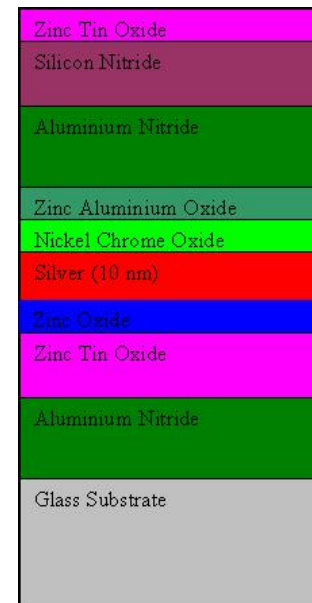 Zinc Tin Oxide
Silicon Nitride
Aluminium Nitride
Zinc Aluminium Oxide
Nickel Chrome Oxide
Silver (10 nm)
Zinc Oxide
Zinc Tin Oxide
Aluminium Nitride
Glass Substrate